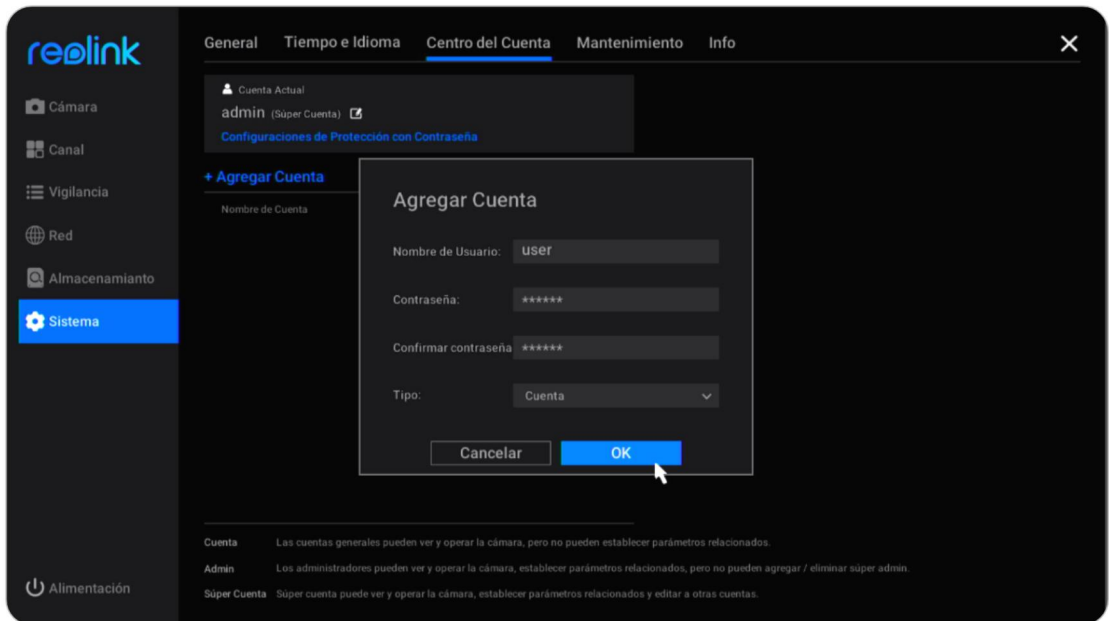 reolink
General Tiempo e Idioma Centro del Cuenta Mantenimiento Info
Cámara
Canal
Vigilancia
Red
Almacenamianto
Sistema
Alimentación
Cuenta Actual
admin (Súper Cuenta)
Configuraciones de Protección con Contraseña
+ Agregar Cuenta
Nombre de Cuenta
Agregar Cuenta
Nombre de Usuario: user
Contraseña: ******
Confirmar contraseña ******
Tipo: Cuenta
Cancelar OK
Cuenta Las cuentas generales pueden ver y operar la cámara, pero no pueden establecer parámetros relacionados.
Admin Los administradores pueden ver y operar la cámara, establecer parámetros relacionados, pero no pueden agregar / eliminar súper admin.
Súper Cuenta Súper cuenta puede ver y operar la cámara, establecer parámetros relacionados y editar a otras cuentas.